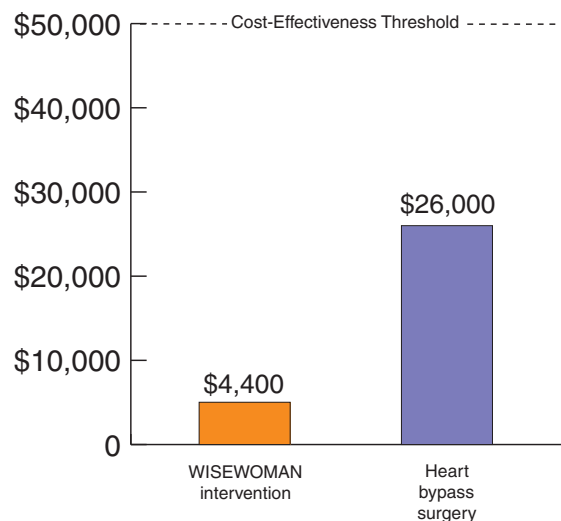 $50,000
Cost-Effectiveness Threshold
$40,000
$30,000
$26,000
$20,000
$10,000
$4,400
0
WISEWOMAN
intervention
Heart
bypass
surgery